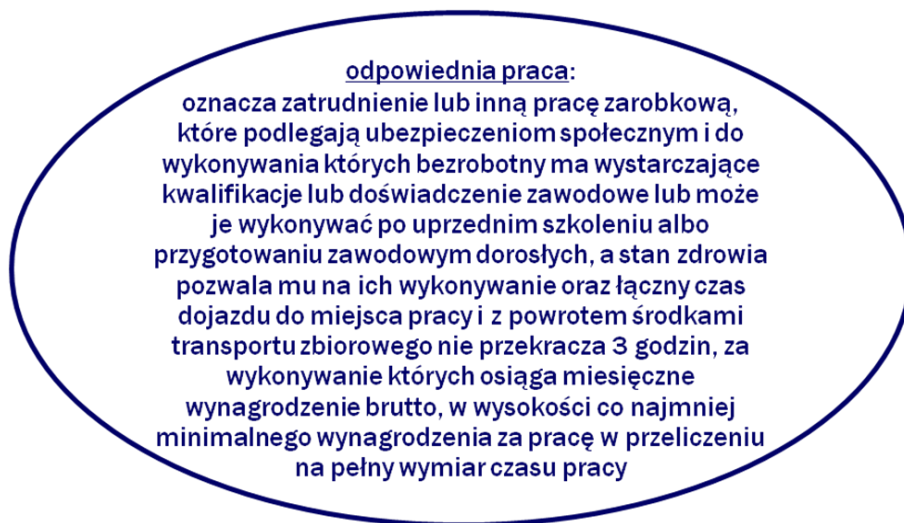 odpowiednia praca:
oznacza zatrudnienie lub inną pracę zarobkową,
które podlegają ubezpieczeniom społecznym i do
wykonywania których bezrobotny ma wystarczające
kwalifikacje lub doświadczenie zawodowe lub może
je wykonywać po uprzednim szkoleniu albo
przygotowaniu zawodowym dorosłych, a stan zdrowia
pozwala mu na ich wykonywanie oraz łączny czas
dojazdu do miejsca pracy i z powrotem środkami
transportu zbiorowego nie przekracza 3 godzin, za
wykonywanie których osiąga miesięczne
wynagrodzenie brutto, w wysokości co najmniej
minimalnego wynagrodzenia za pracę w przeliczeniu
na pełny wymiar czasu pracy